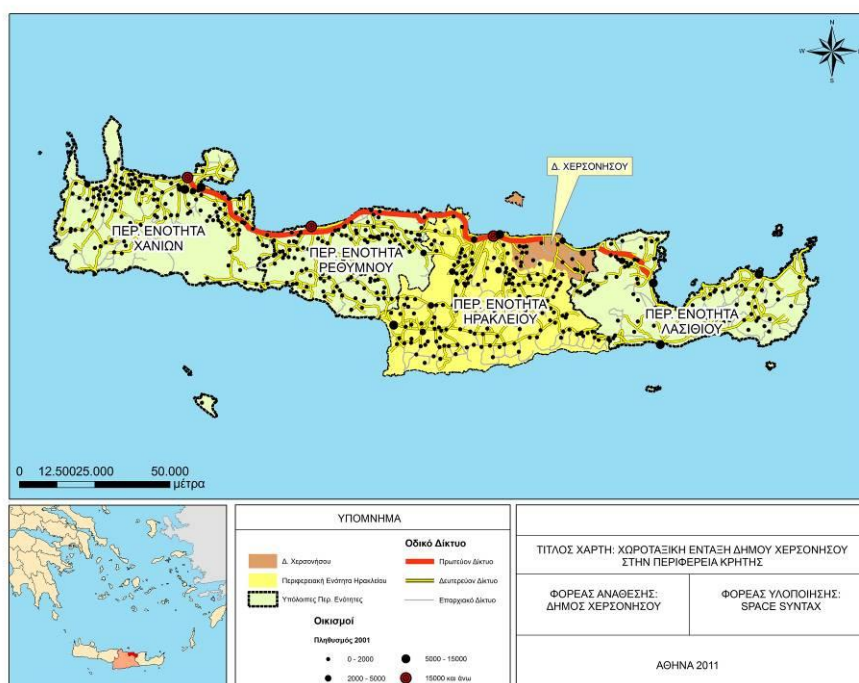 N
W
S
Δ. ΧΕΡΣΟΝΗΣΟΥ
ΠΕΡ. ΕΝΟΤΗΤΑ
ΧΑΝΙΩΝ
ΠΕΡ. ΕΝΟΤΗΤΑ
ΡΕΘΥΜΝΟΥ
ΠΕΡ. ΕΝΟΤΗΤΑ
ΗΡΑΚΛΕΙΟΥ
ΠΕΡ. ΕΝΟΤΗΤΑ
ΛΑΣΙΘΙΟΥ
0 12.500 25.000 50.000
μέτρα
ΥΠΟΜΝΗΜΑ
Δ. Χερσονήσου
Περιφερειακή Ενότητα Ηρακλείου
Υπόλοιπες Περ. Ενότητες
Οδικό Δίκτυο
Πρωτεύον Δίκτυο
Δευτερεύον Δίκτυο
Επαρχιακό Δίκτυο
Οικισμοί
Πληθυσμός 2001
0 - 2000
2000 - 5000
5000 - 15000
15000 και άνω
ΤΙΤΛΟΣ ΧΑΡΤΗ: ΧΩΡΟΤΑΞΙΚΗ ΕΝΤΑΞΗ ΔΗΜΟΥ ΧΕΡΣΟΝΗΣΟΥ
ΣΤΗΝ ΠΕΡΙΦΕΡΕΙΑ ΚΡΗΤΗΣ
ΦΟΡΕΑΣ ΑΝΑΘΕΣΗΣ:
ΔΗΜΟΣ ΧΕΡΣΟΝΗΣΟΥ
ΦΟΡΕΑΣ ΥΛΟΠΟΙΗΣΗΣ:
SPACE SYNTAX
ΑΘΗΝΑ 2011